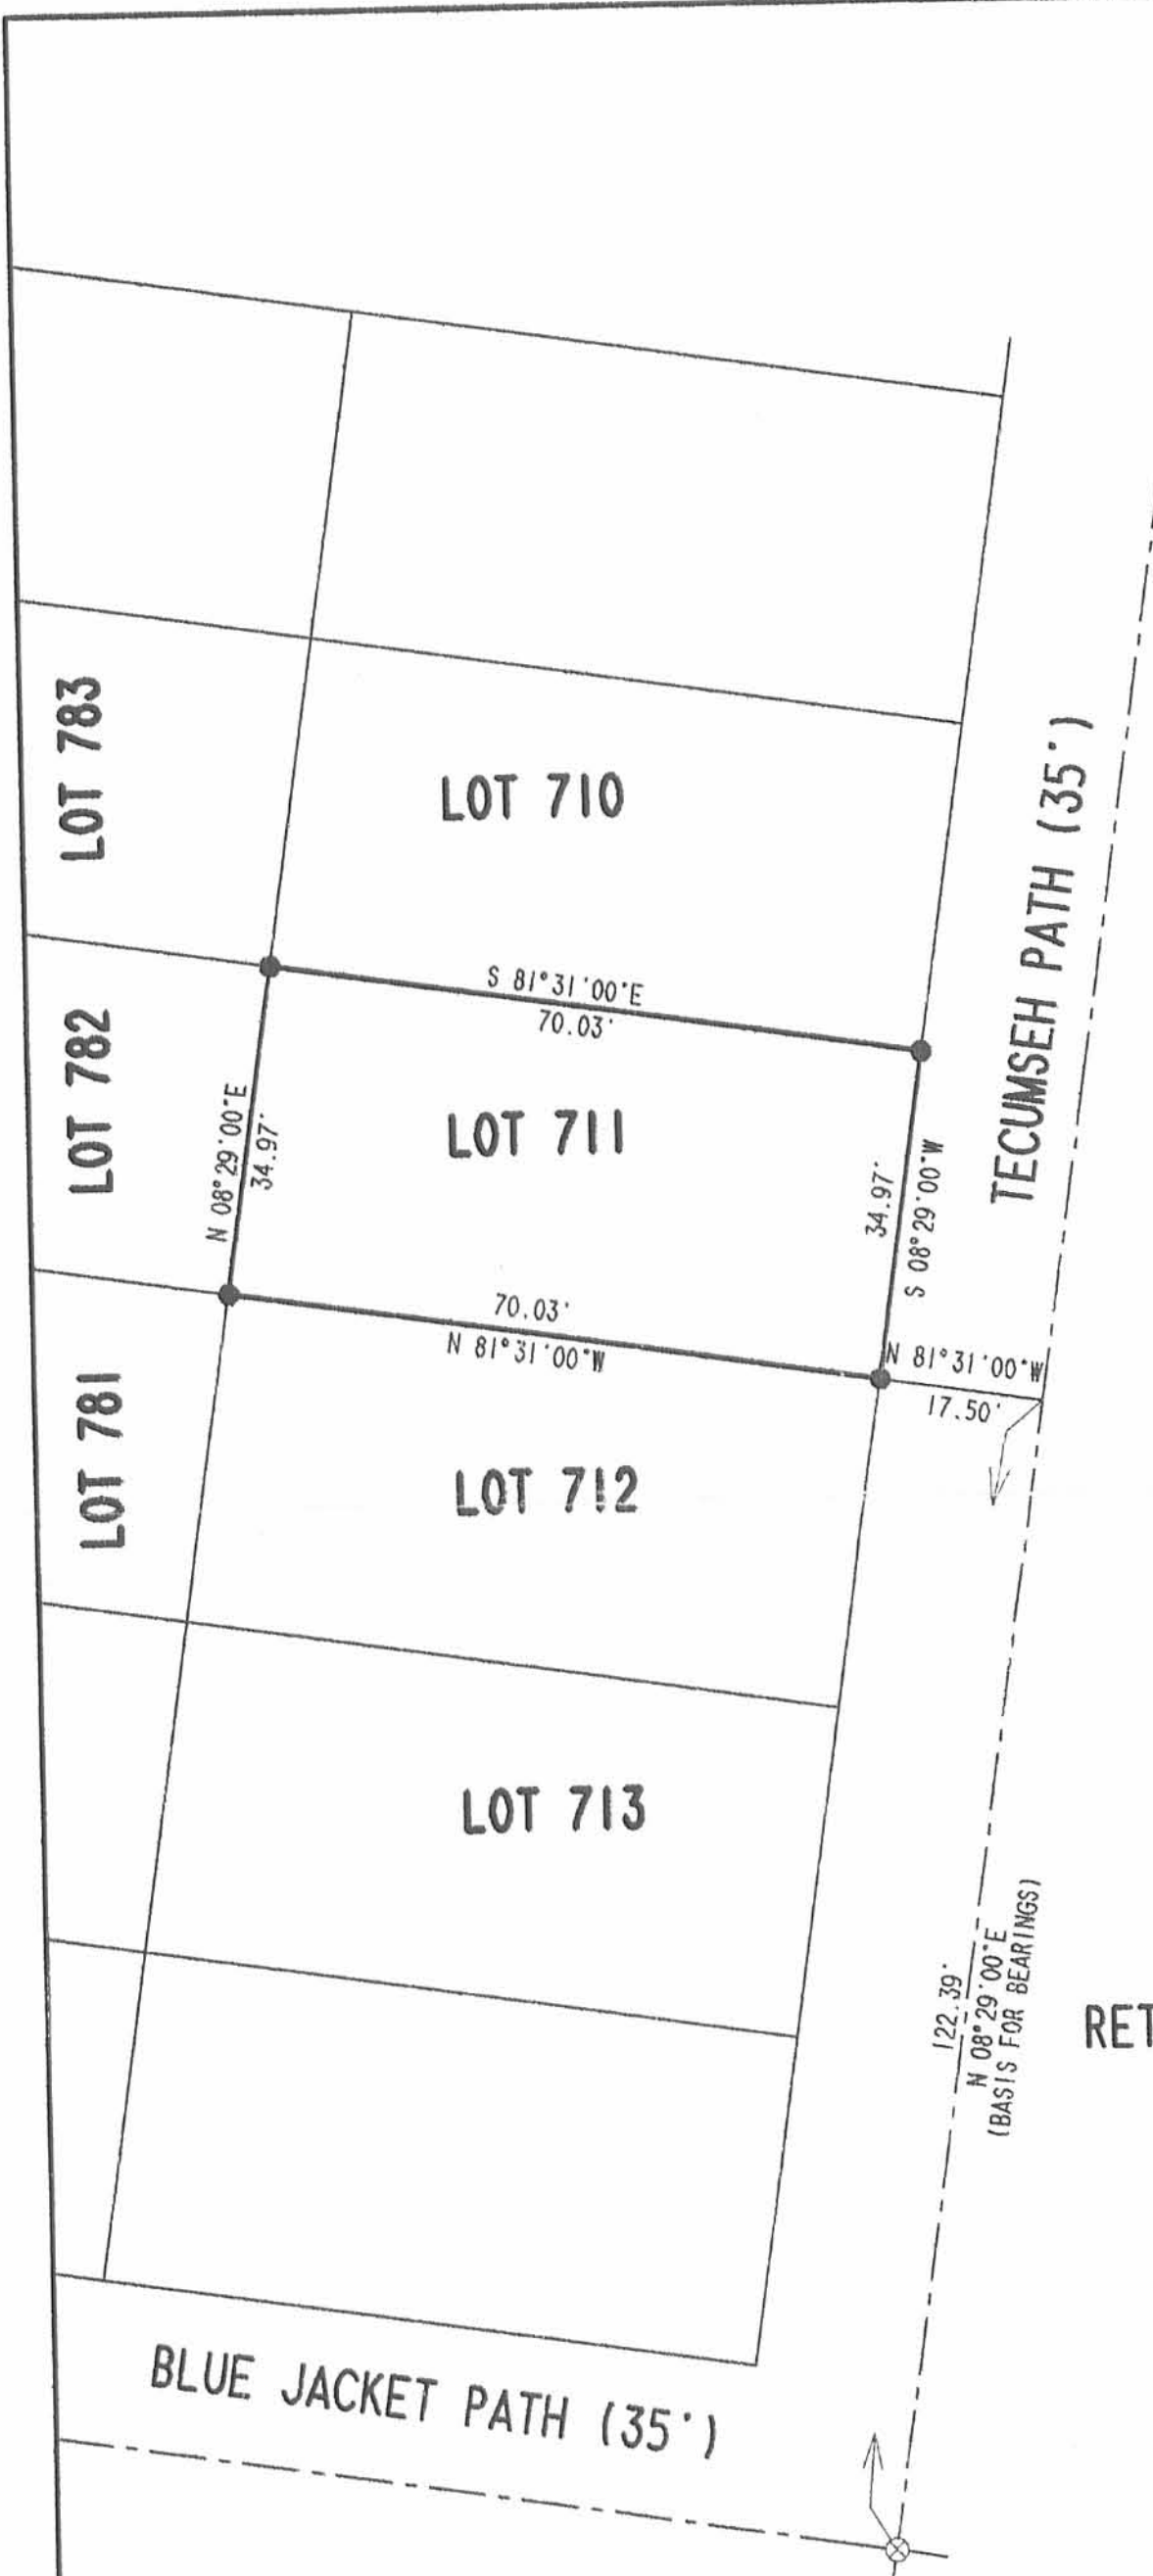 LOT 783
LOT 710
TECUMSEH PATH (35')
S 81°31'00"E
70.03'
LOT 782
N 08°29'00"E
34.97'
LOT 711
34.97'
S 08°29'00"W
70.03'
N 81°31'00"W
N 81°31'00"W
17.50'
LOT 781
LOT 712
LOT 713
122.39'
N 08°29'00"E
(BASIS FOR BEARINGS)
RET
BLUE JACKET PATH (35')